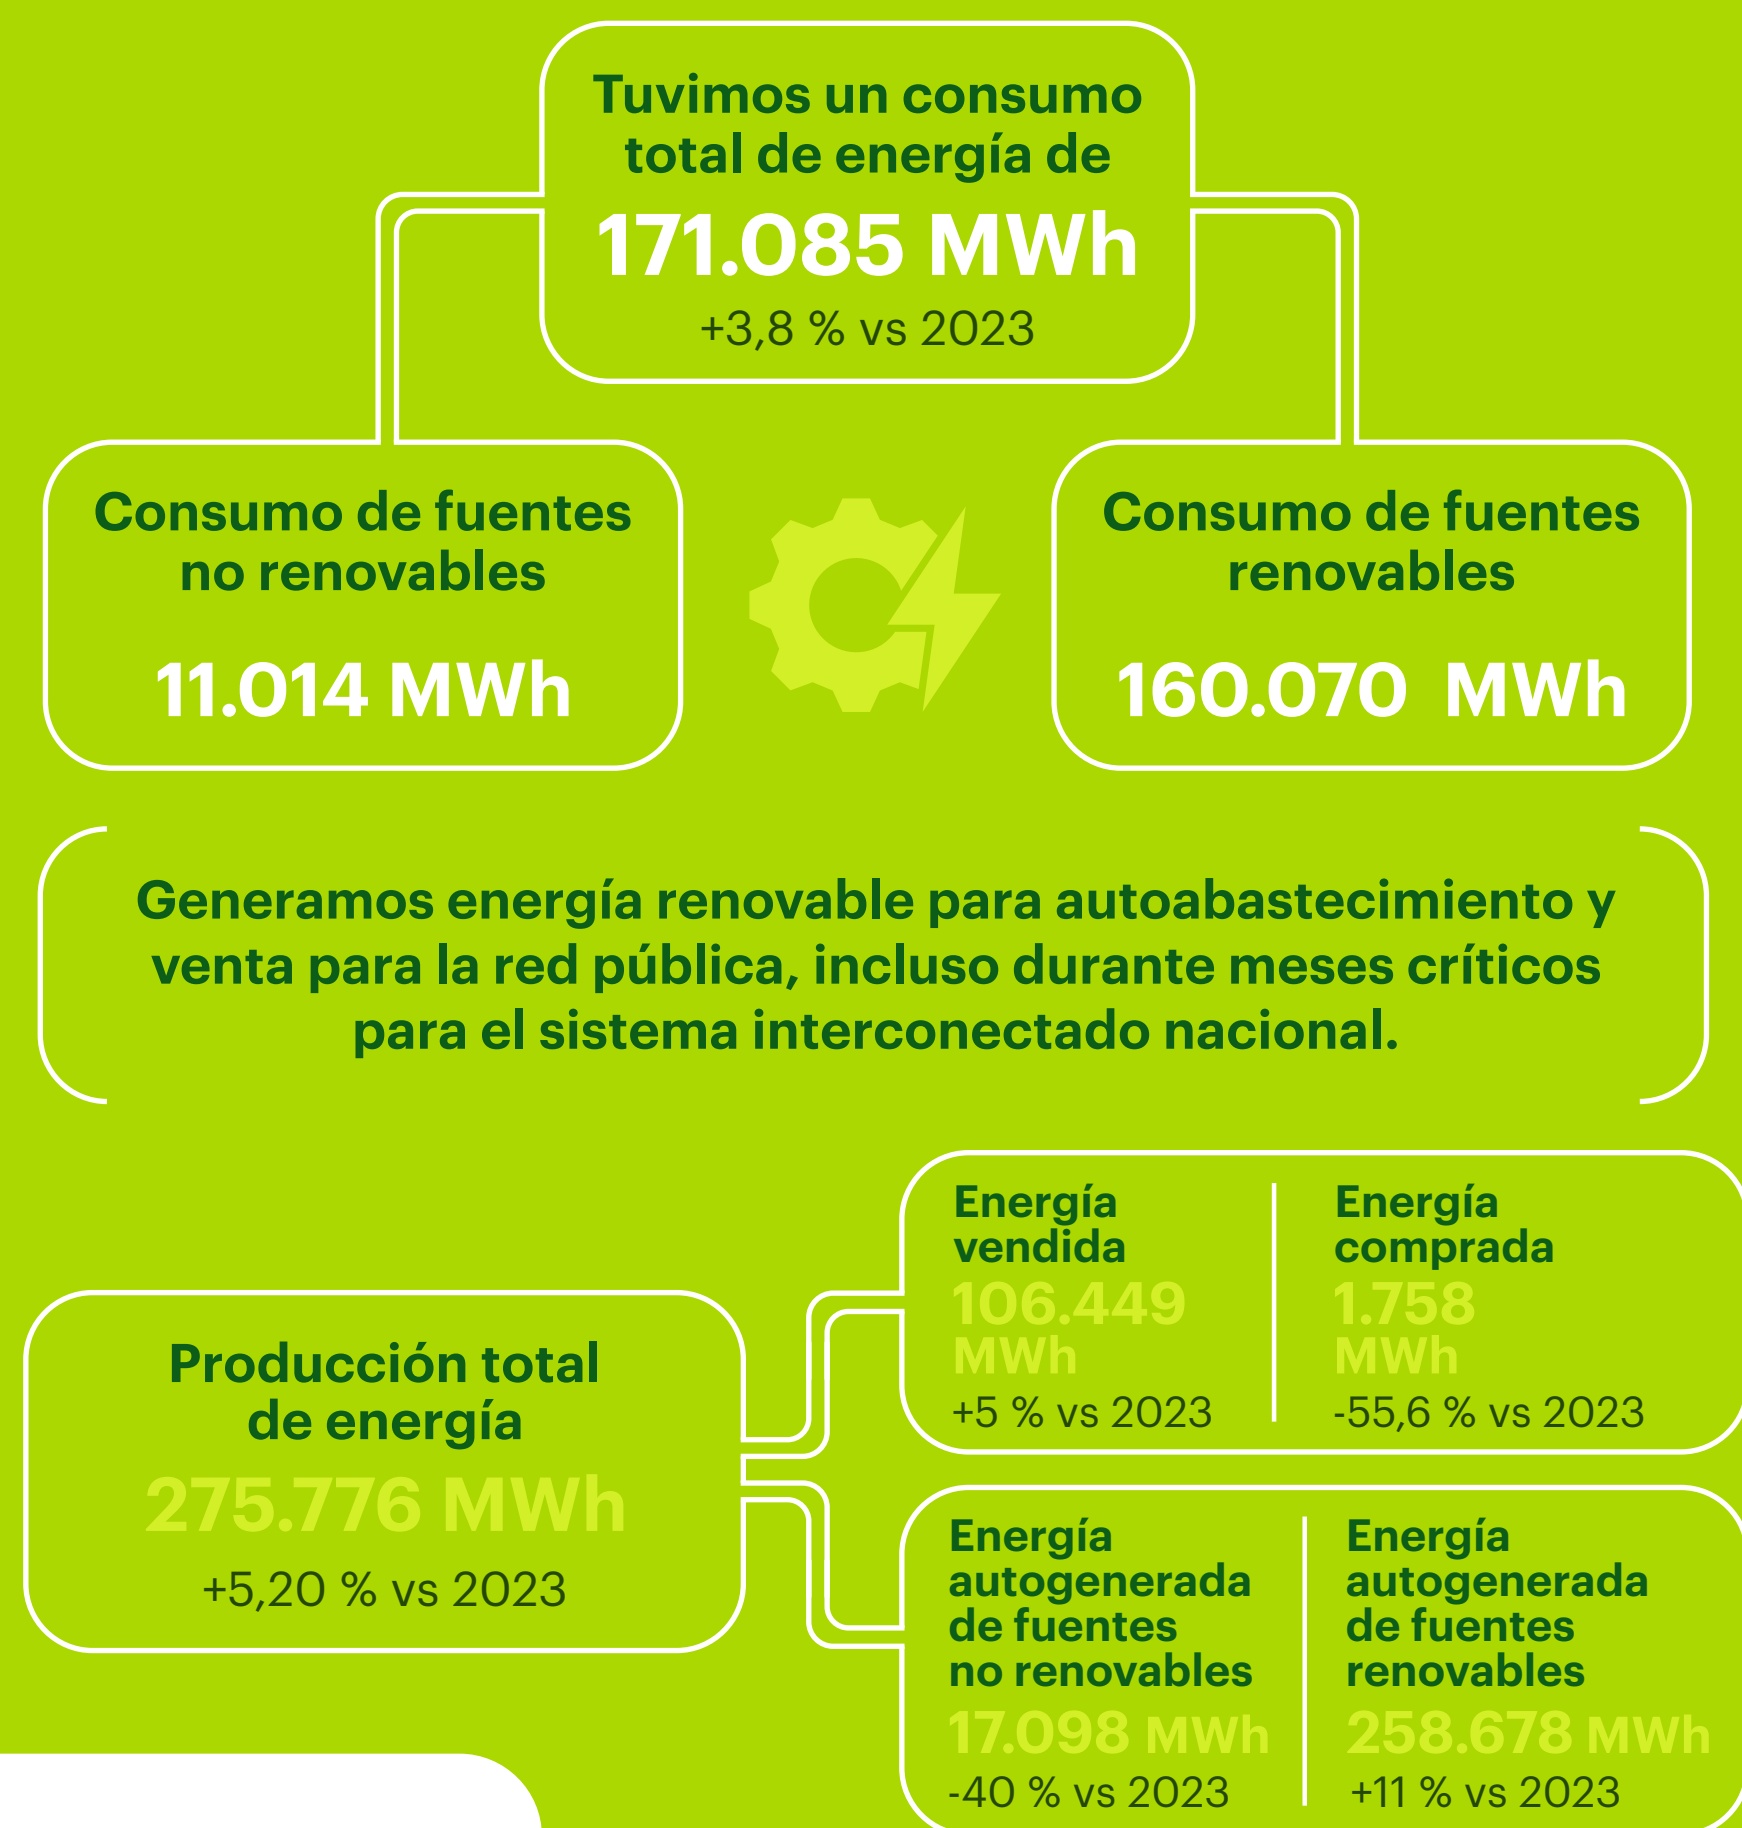 Tuvimos un consumo
total de energía de
171.085 MWh
+3,8 % vs 2023
Consumo de fuentes
no renovables
11.014 MWh
Consumo de fuentes
renovables
160.070 MWh
Generamos energía renovable para autoabastecimiento y
venta para la red pública, incluso durante meses críticos
para el sistema interconectado nacional.
Producción total
de energía
275.776 MWh
+5,20 % vs 2023
Energía
vendida
106.449
MWh
+5 % vs 2023
Energía
comprada
1.758
MWh
-55,6 % vs 2023
Energía
autogenerada
de fuentes
no renovables
17.098 MWh
-40 % vs 2023
Energía
autogenerada
de fuentes
renovables
258.678 MWh
+11 % vs 2023